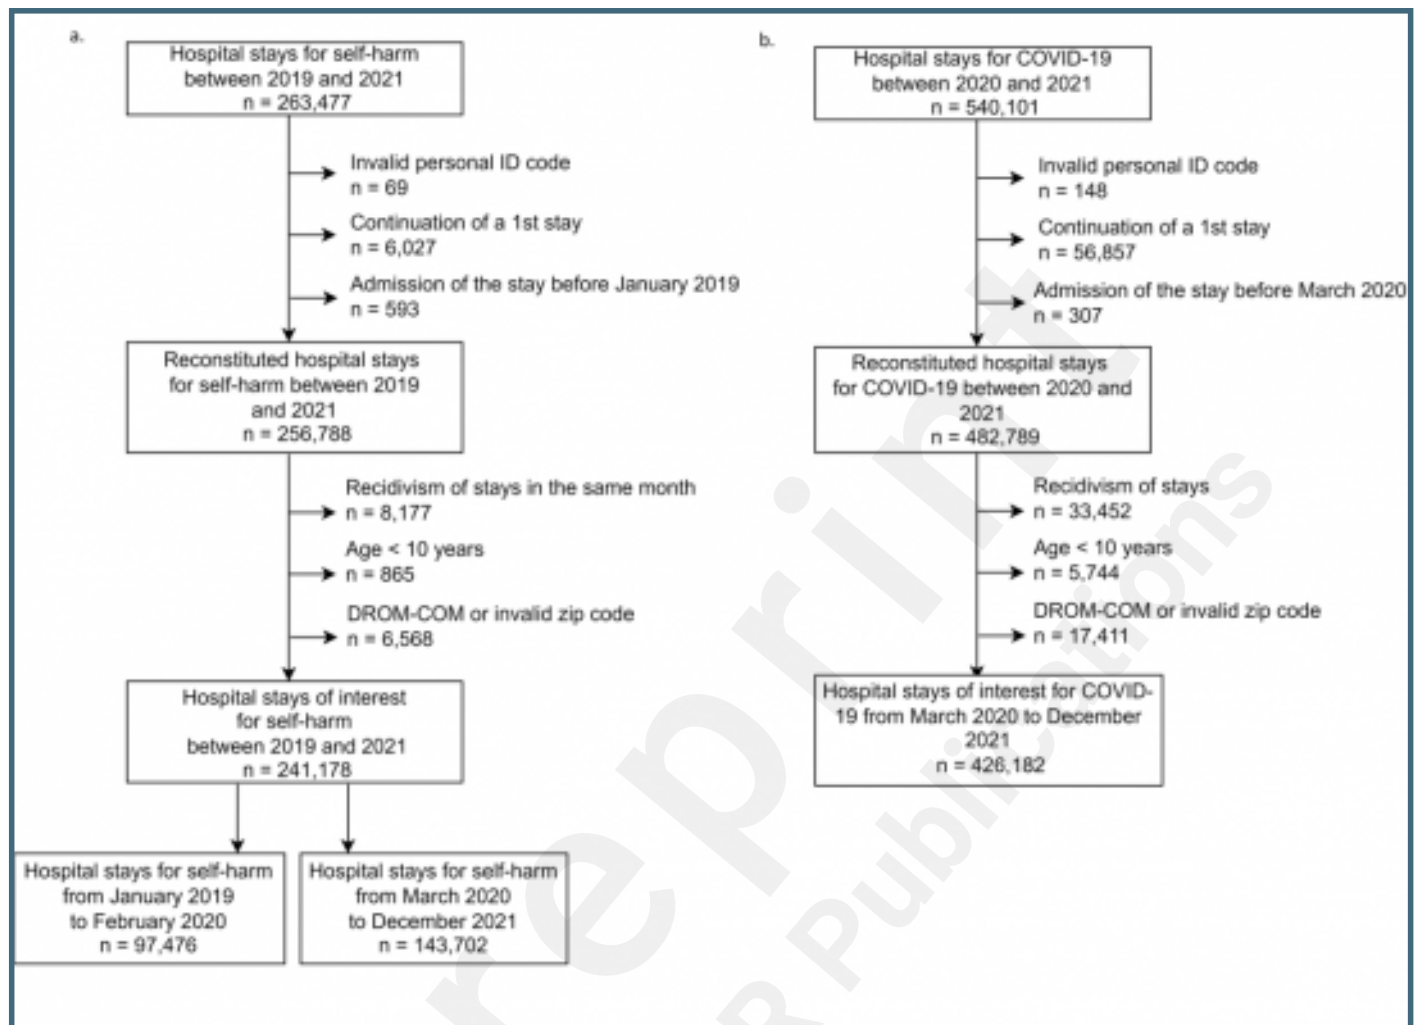 a.
Hospital stays for self-harm
between 2019 and 2021
n = 263,477
Invalid personal ID code
n = 69
Continuation of a 1st stay
n = 6,027
Admission of the stay before January 2019
n = 593
Reconstituted hospital stays
for self-harm between 2019
and 2021
n = 256,788
Recidivism of stays in the same month
n = 8,177
Age < 10 years
n = 865
DROM-COM or invalid zip code
n = 6,568
Hospital stays of interest
for self-harm
between 2019 and 2021
n = 241,178
Hospital stays for self-harm
from January 2019
to February 2020
n = 97,476
Hospital stays for self-harm
from March 2020
to December 2021
n = 143,702
b.
Hospital stays for COVID-19
between 2020 and 2021
n = 540,101
Invalid personal ID code
n = 148
Continuation of a 1st stay
n = 56,857
Admission of the stay before March 2020
n = 307
Reconstituted hospital stays
for COVID-19 between 2020 and
2021
n = 482,789
Recidivism of stays
n = 33,452
Age < 10 years
n = 5,744
DROM-COM or invalid zip code
n = 17,411
Hospital stays of interest for COVID-
19 from March 2020 to December
2021
n = 426,182
reprint
R Publications